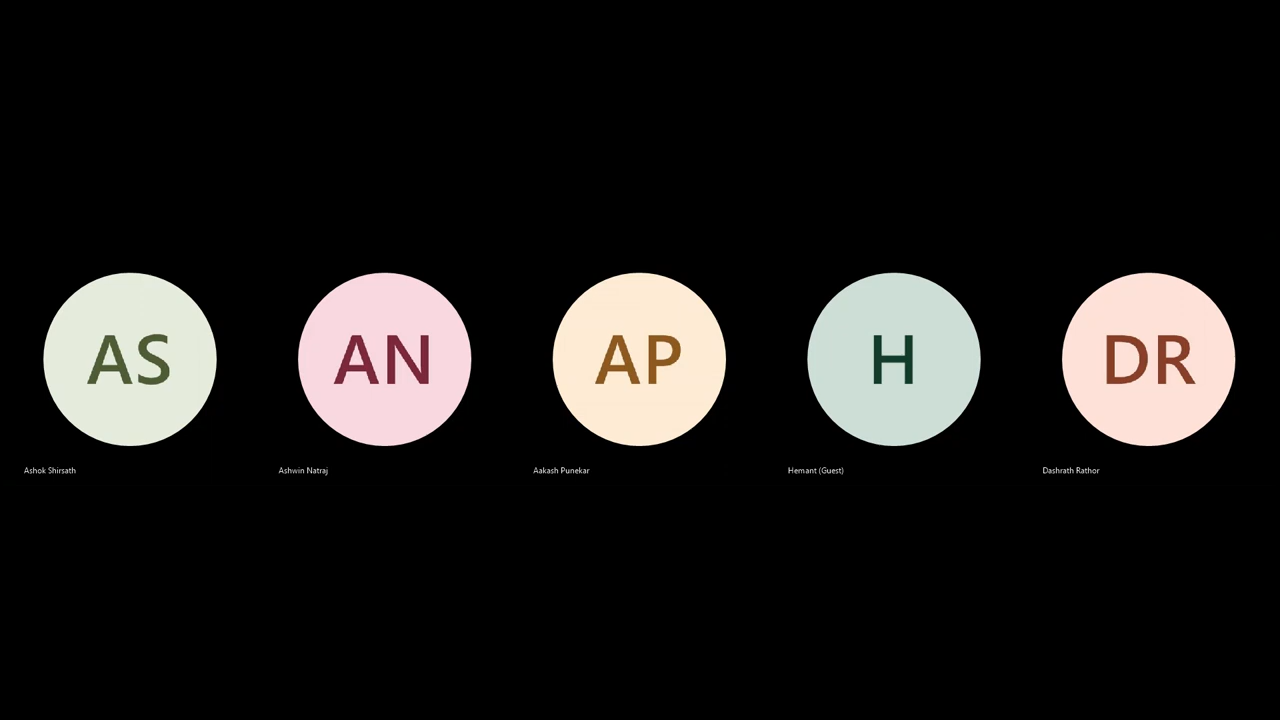 AS
AN
AP
H
DR
Ashok Shirsath
Ashwin Natraj
Aakash Punekar
Hemant (Guest)
Dashrath Rathor